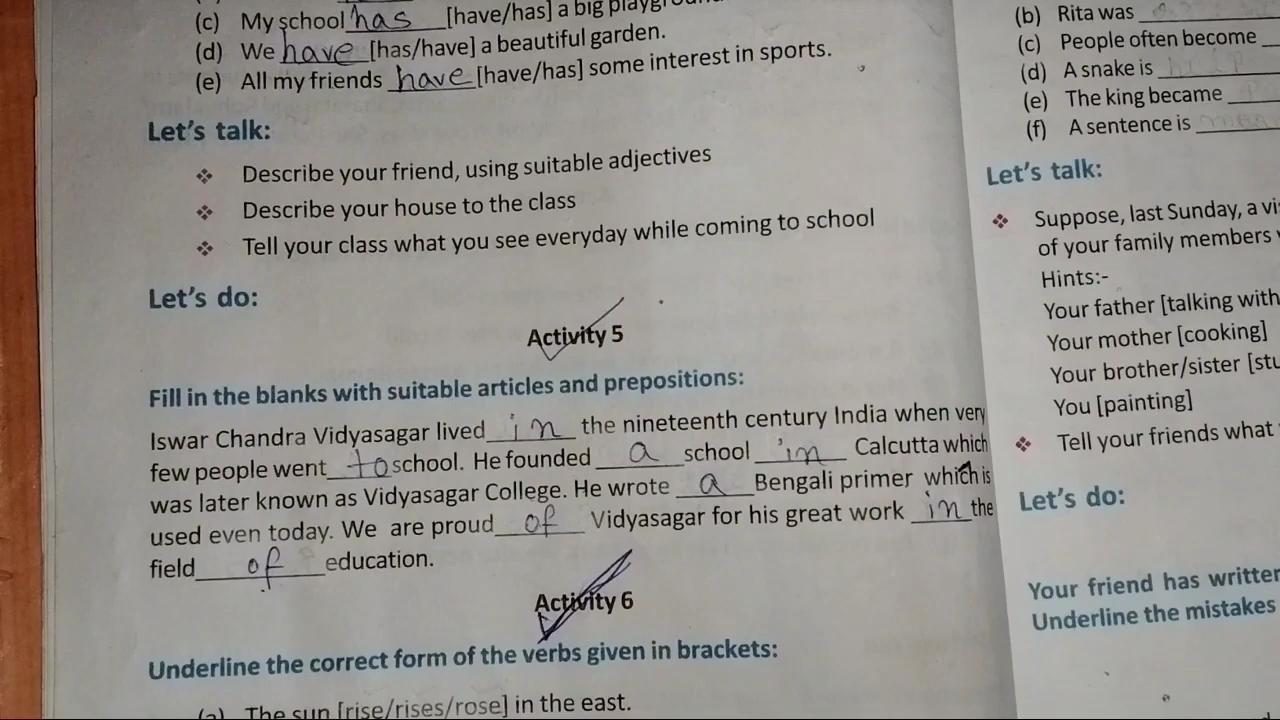 (c) My school has [have/has] a big
(d) We have [has/have] a beautiful garden.
(e) All my friends have [have/has] some interest in sports.
Let's talk:
❖ Describe your friend, using suitable adjectives
❖ Describe your house to the class
❖ Tell your class what you see everyday while coming to school
Let's do:
Activity 5
Fill in the blanks with suitable articles and prepositions:
Iswar Chandra Vidyasagar lived in the nineteenth century India when very
few people went to school. He founded a school in Calcutta which
was later known as Vidyasagar College. He wrote a Bengali primer which is
used even today. We are proud of Vidyasagar for his great work in the
field of education.
Activity 6
Underline the correct form of the verbs given in brackets:
(a) The sun [rise/rises/rose] in the east.
(b) Rita was
(c) People often become
(d) A snake is
(e) The king became
(f) A sentence is
Let's talk:
❖ Suppose, last Sunday, a
of your family members
Hints:-
Your father [talking with
Your mother [cooking]
Your brother/sister
You [painting]
❖ Tell your friends what
Let's do:
Your friend has written
Underline the mistakes